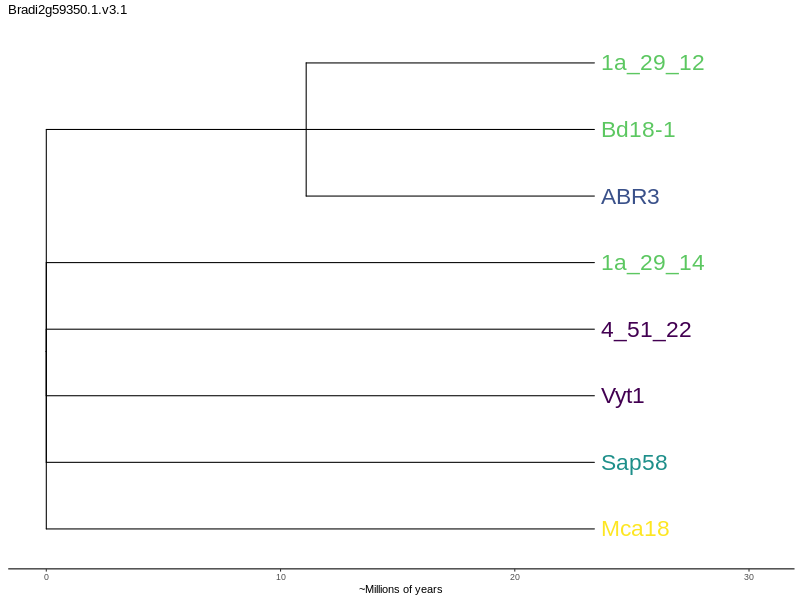 Bradi2g59350.1.v3.1
1a_29_12
Bd18-1
ABR3
1a_29_14
4_51_22
Vyt1
Sap58
Mca18
0 10 20 30
~Millions of years